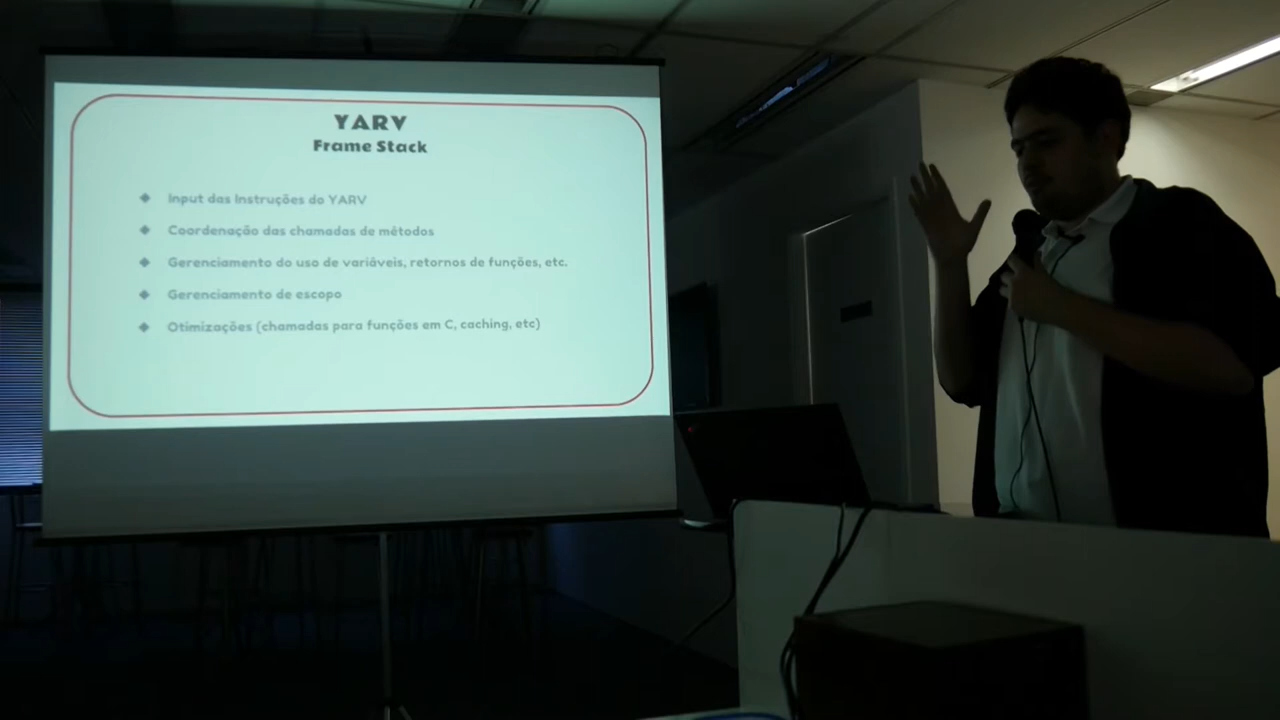 YARV
Frame Stack
Input das Instruções do YARV
Coordenação das chamadas de métodos
Gerenciamento do uso de variáveis, retornos de funções, etc.
Gerenciamento de escopo
Otimizações (chamadas para funções em C, caching, etc)